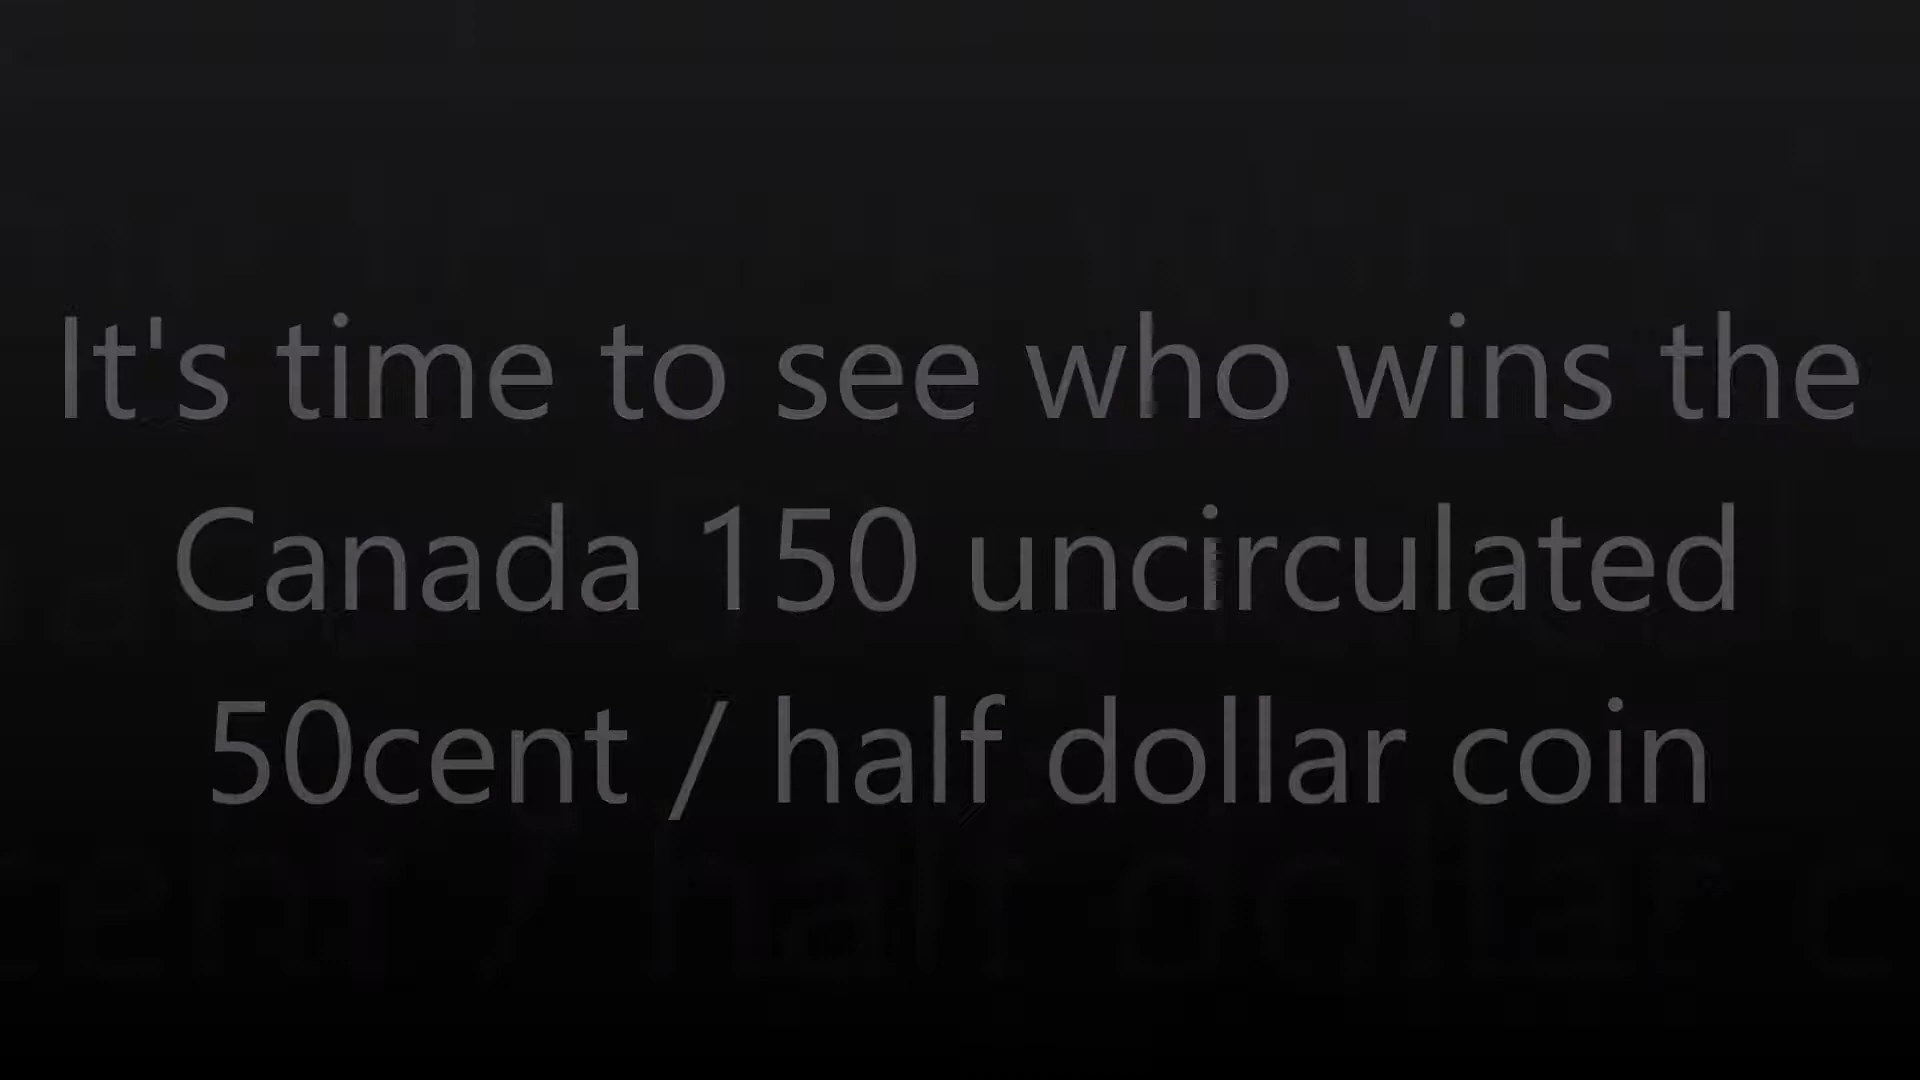 It's time to see who wins the
Canada 150 uncirculated
50cent / half dollar coin